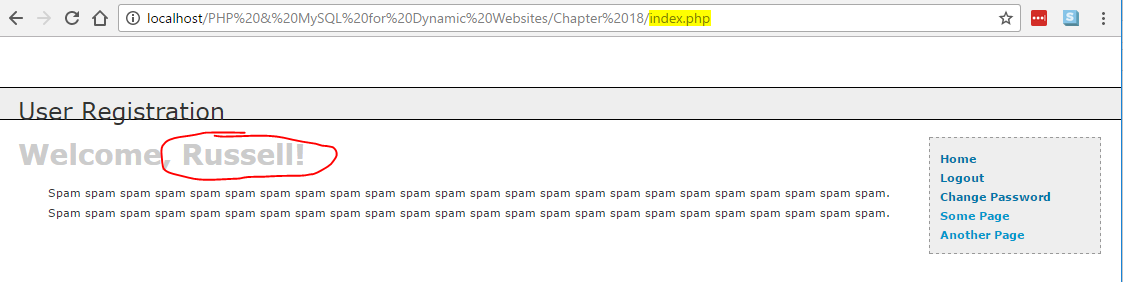 localhost/PHP%20&%20MySQL%20for%20Dynamic%20Websites/Chapter%2018/index.php
S
User Registration
Welcome, Russell!
Spam spam spam spam spam spam spam spam spam spam spam spam spam spam spam spam spam spam spam spam spam spam spam spam.
Spam spam spam spam spam spam spam spam spam spam spam spam spam spam spam spam spam spam spam spam spam spam spam spam.
Home
Logout
Change Password
Some Page
Another Page